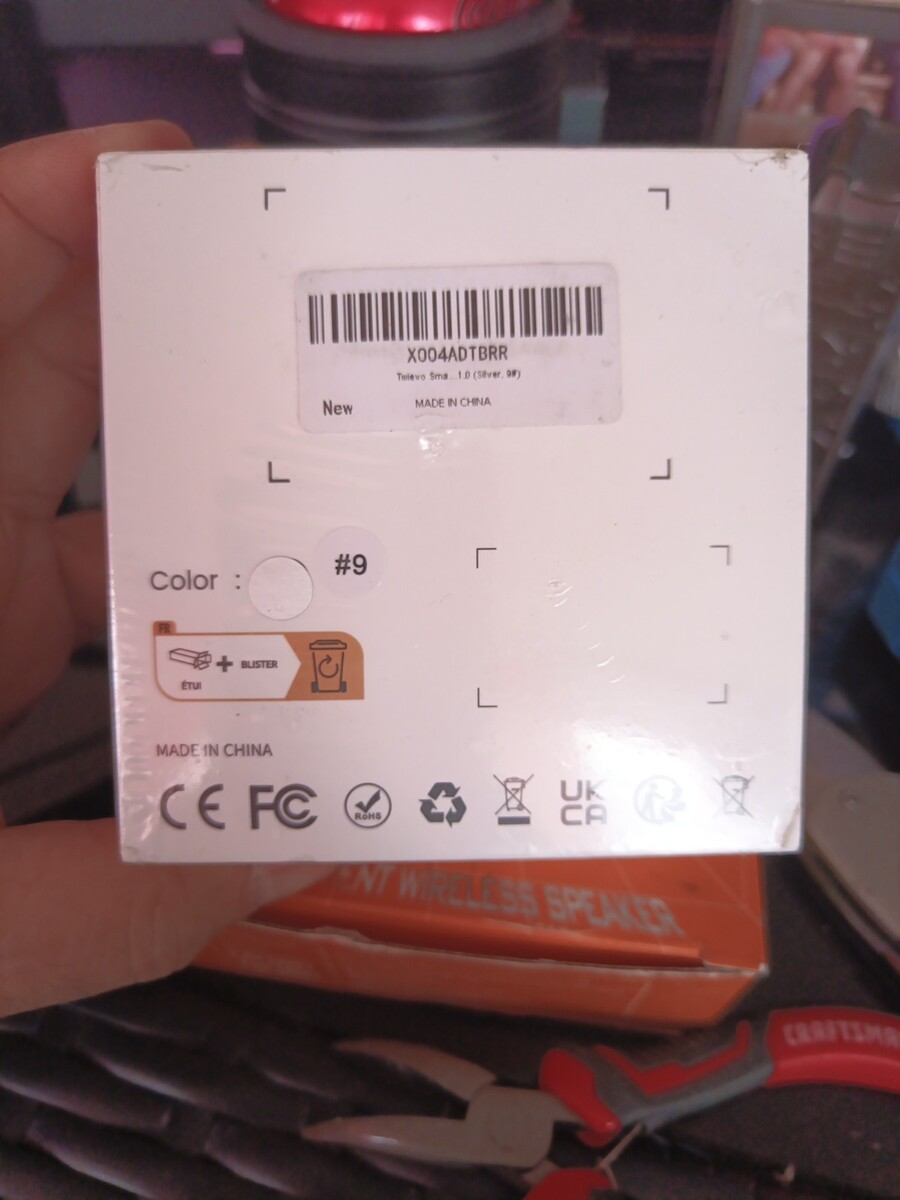 X004ADTBRR
Televo Sma...1.0 (Silver, 9#)
New
MADE IN CHINA
Color :
#9
FR
+ BLISTER
ÉTUI
MADE IN CHINA
CE FC RoHS UK
CA
ENT WIRELESS SPEAKER
CRAFTSMA